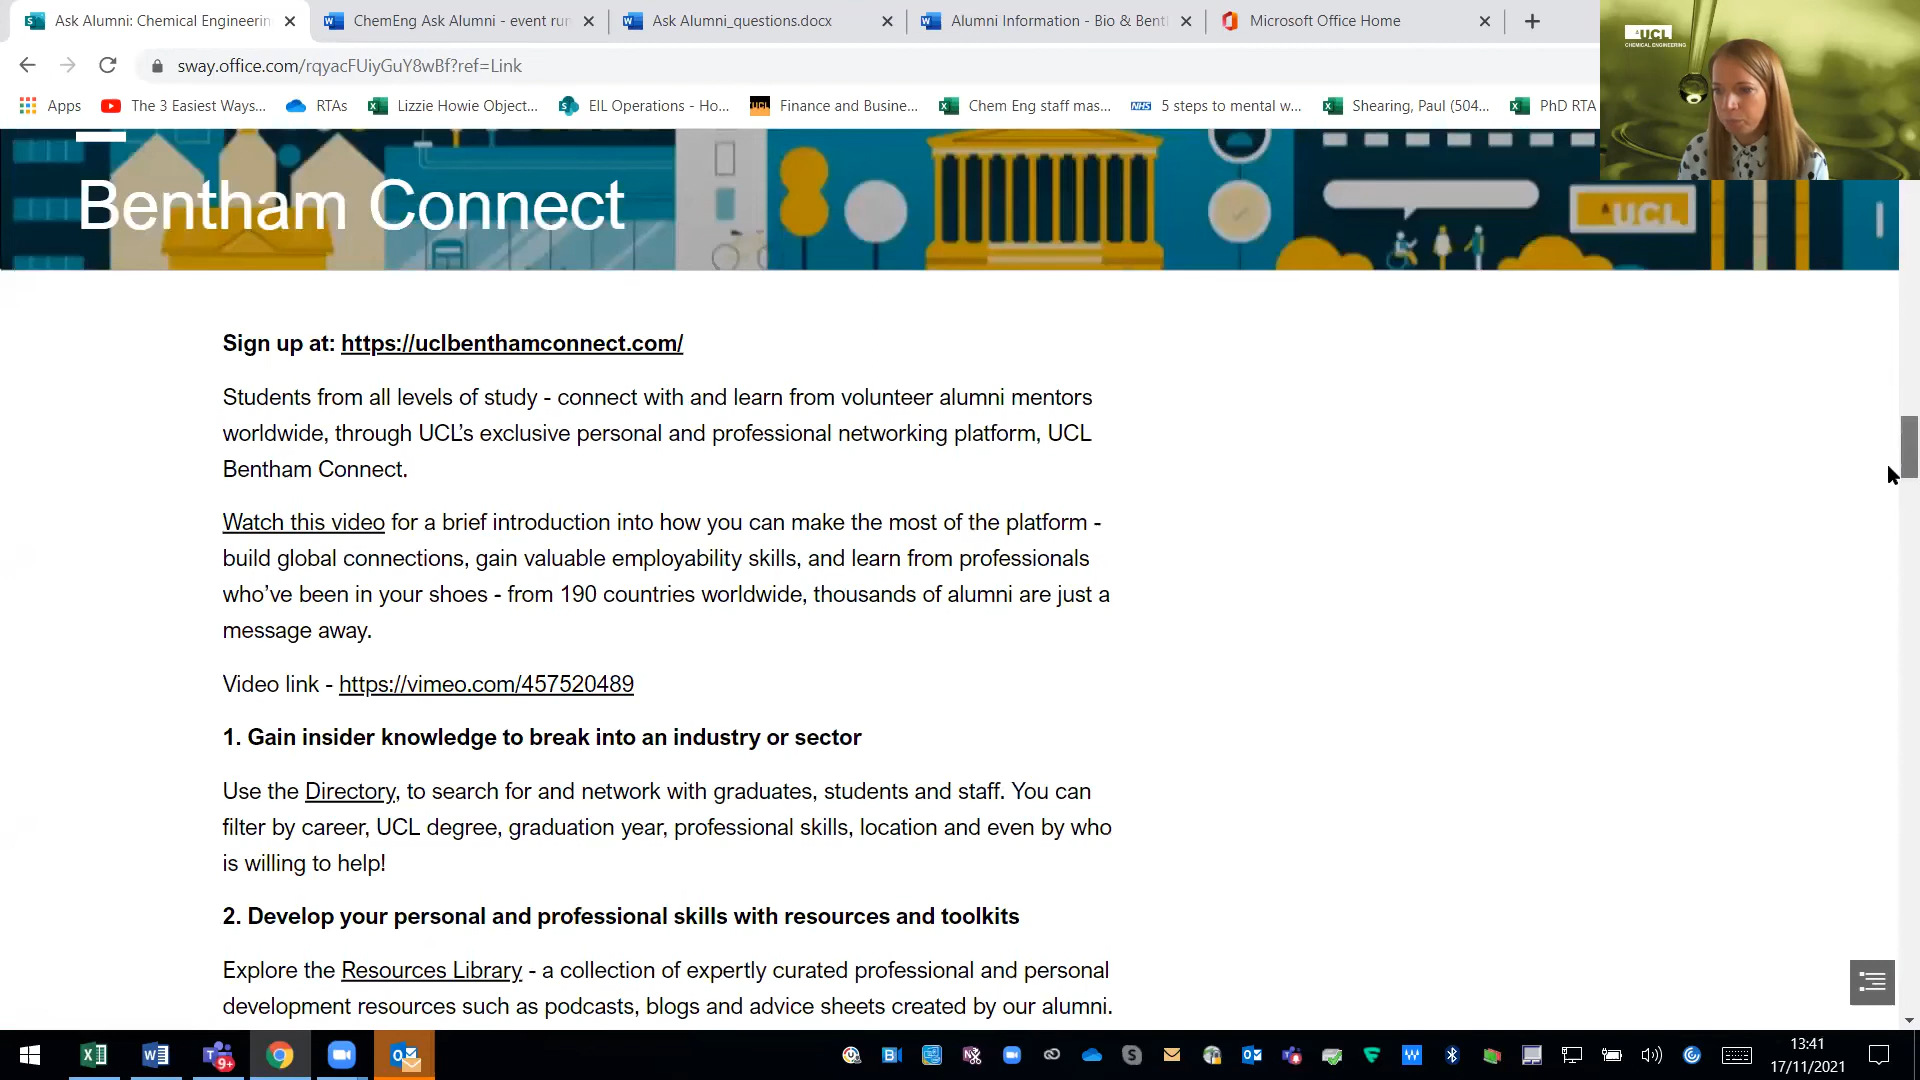 Ask Alumni: Chemical Engineerin
ChemEng Ask Alumni - event run
Ask Alumni_questions.docx
Alumni Information - Bio & Bent
Microsoft Office Home
sway.office.com/rqyacFUiyGuY8wBf?ref=Link
Apps
The 3 Easiest Ways...
RTAs
Lizzie Howie Object...
EIL Operations - Ho...
Finance and Busine...
Chem Eng staff mas...
5 steps to mental w...
Shearing, Paul (504...
PhD RTA
UCL
CHEMICAL ENGINEERING
Bentham Connect
UCL
Sign up at: https://uclbenthamconnect.com/
Students from all levels of study - connect with and learn from volunteer alumni mentors
worldwide, through UCL’s exclusive personal and professional networking platform, UCL
Bentham Connect.
Watch this video for a brief introduction into how you can make the most of the platform -
build global connections, gain valuable employability skills, and learn from professionals
who’ve been in your shoes - from 190 countries worldwide, thousands of alumni are just a
message away.
Video link - https://vimeo.com/457520489
1. Gain insider knowledge to break into an industry or sector
Use the Directory, to search for and network with graduates, students and staff. You can
filter by career, UCL degree, graduation year, professional skills, location and even by who
is willing to help!
2. Develop your personal and professional skills with resources and toolkits
Explore the Resources Library - a collection of expertly curated professional and personal
development resources such as podcasts, blogs and advice sheets created by our alumni.
9+
13:41
17/11/2021